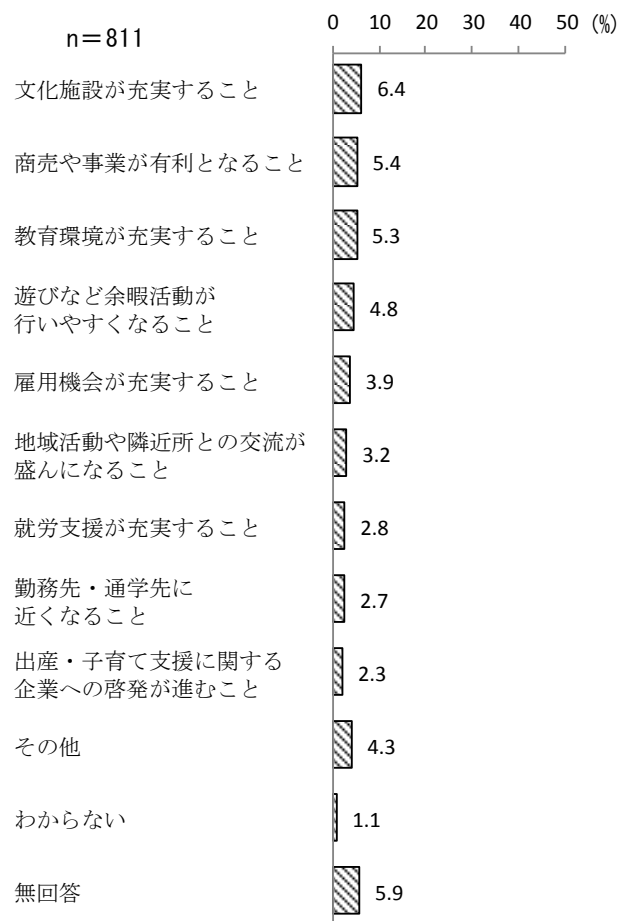 n＝811
0 10 20 30 40 50 (%)
文化施設が充実すること 6.4
商売や事業が有利となること 5.4
教育環境が充実すること 5.3
遊びなど余暇活動が
行いやすくなること 4.8
雇用機会が充実すること 3.9
地域活動や隣近所との交流が
盛んになること 3.2
就労支援が充実すること 2.8
勤務先・通学先に
近くなること 2.7
出産・子育て支援に関する
企業への啓発が進むこと 2.3
その他 4.3
わからない 1.1
無回答 5.9